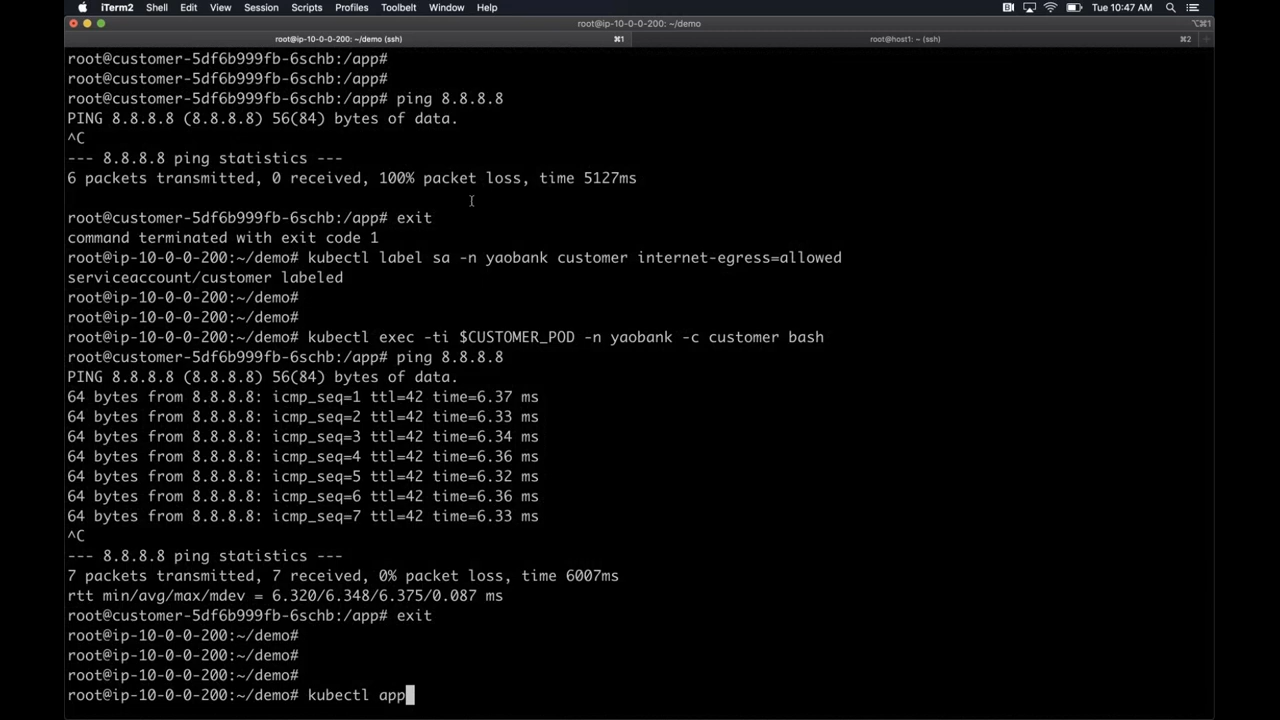 iTerm2 Shell Edit View Session Scripts Profiles Toolbelt Window Help Tue 10:47 AM
root@ip-10-0-0-200: ~/demo ⌥⌘1
root@ip-10-0-0-200: ~/demo (ssh) ⌘1 root@host1: ~ (ssh) ⌘2
root@customer-5df6b999fb-6schb:/app#
root@customer-5df6b999fb-6schb:/app#
root@customer-5df6b999fb-6schb:/app# ping 8.8.8.8
PING 8.8.8.8 (8.8.8.8) 56(84) bytes of data.
^C
--- 8.8.8.8 ping statistics ---
6 packets transmitted, 0 received, 100% packet loss, time 5127ms
root@customer-5df6b999fb-6schb:/app# exit
command terminated with exit code 1
root@ip-10-0-0-200:~/demo# kubectl label sa -n yaobank customer internet-egress=allowed
serviceaccount/customer labeled
root@ip-10-0-0-200:~/demo#
root@ip-10-0-0-200:~/demo#
root@ip-10-0-0-200:~/demo# kubectl exec -ti $CUSTOMER_POD -n yaobank -c customer bash
root@customer-5df6b999fb-6schb:/app# ping 8.8.8.8
PING 8.8.8.8 (8.8.8.8) 56(84) bytes of data.
64 bytes from 8.8.8.8: icmp_seq=1 ttl=42 time=6.37 ms
64 bytes from 8.8.8.8: icmp_seq=2 ttl=42 time=6.33 ms
64 bytes from 8.8.8.8: icmp_seq=3 ttl=42 time=6.34 ms
64 bytes from 8.8.8.8: icmp_seq=4 ttl=42 time=6.36 ms
64 bytes from 8.8.8.8: icmp_seq=5 ttl=42 time=6.32 ms
64 bytes from 8.8.8.8: icmp_seq=6 ttl=42 time=6.36 ms
64 bytes from 8.8.8.8: icmp_seq=7 ttl=42 time=6.33 ms
^C
--- 8.8.8.8 ping statistics ---
7 packets transmitted, 7 received, 0% packet loss, time 6007ms
rtt min/avg/max/mdev = 6.320/6.348/6.375/0.087 ms
root@customer-5df6b999fb-6schb:/app# exit
root@ip-10-0-0-200:~/demo#
root@ip-10-0-0-200:~/demo#
root@ip-10-0-0-200:~/demo#
root@ip-10-0-0-200:~/demo# kubectl app